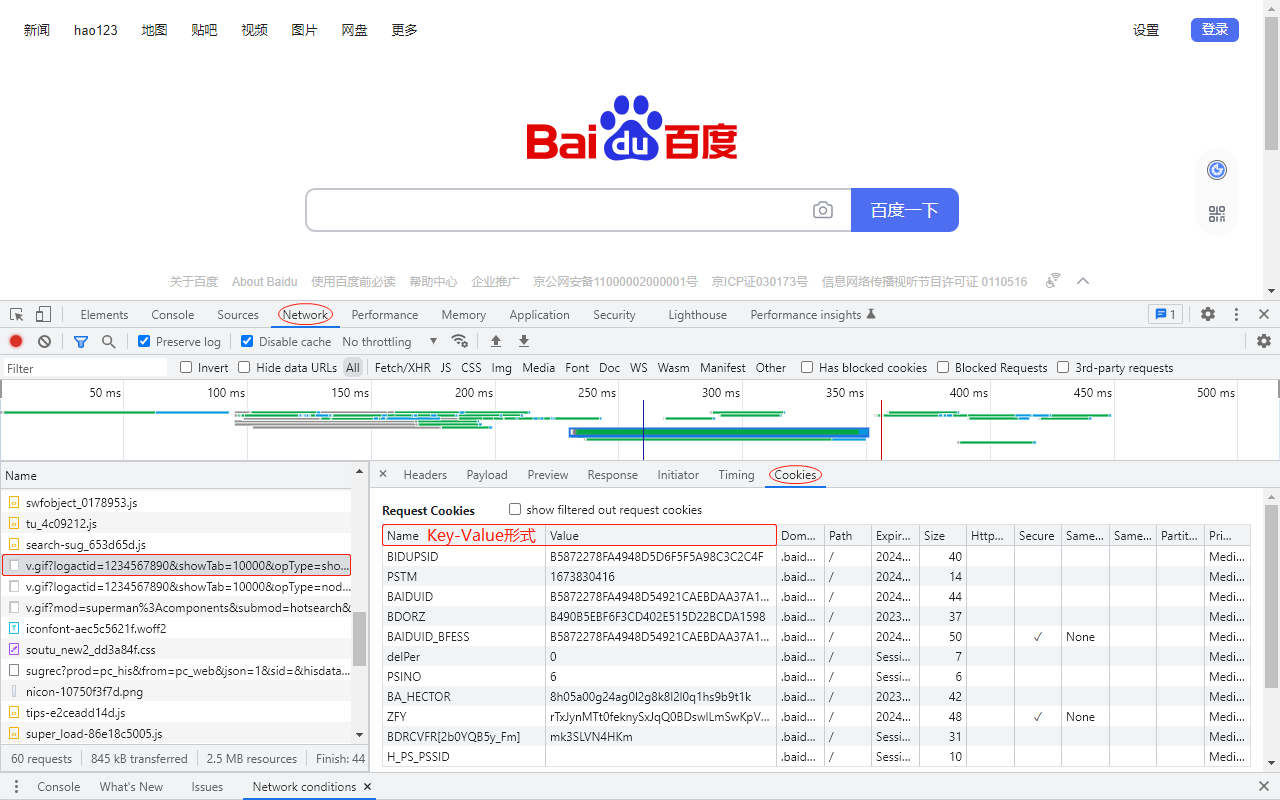 新闻 hao123 地图 贴吧 视频 图片 网盘 更多 设置 登录
Bai du 百度
百度一下
关于百度 About Baidu 使用百度前必读 帮助中心 企业推广 京公网安备11000002000001号 京ICP证030173号 信息网络传播视听节目许可证 0110516
Elements Console Sources Network Performance Memory Application Security Lighthouse Performance insights 1
Preserve log Disable cache No throttling
Filter Invert Hide data URLs All Fetch/XHR JS CSS Img Media Font Doc WS Wasm Manifest Other Has blocked cookies Blocked Requests 3rd-party requests
50 ms 100 ms 150 ms 200 ms 250 ms 300 ms 350 ms 400 ms 450 ms 500 ms
Name
swfobject_0178953.js
tu_4c09212.js
search-sug_653d65d.js
v.gif?logactid=1234567890&showTab=10000&opType=sho...
v.gif?logactid=1234567890&showTab=10000&opType=nod...
v.gif?mod=superman%3Acomponents&submod=hotsearch&
iconfont-aec5c5621f.woff2
soutu_new2_dd3a84f.css
sugrec?prod=pc_his&from=pc_web&json=1&sid=&hisdata...
nicon-10750f3f7d.png
tips-e2ceadd14d.js
super_load-86e18c5005.js
60 requests 845 kB transferred 2.5 MB resources Finish: 44
Headers Payload Preview Response Initiator Timing Cookies
Request Cookies show filtered out request cookies
Name Key-Value形式 Value Dom... Path Expir... Size Http... Secure Same... Same... Partit... Pri...
BIDUPSID B5872278FA4948D5D6F5F5A98C3C2C4F .baid... / 2024... 40 Medi...
PSTM 1673830416 .baid... / 2024... 14 Medi...
BAIDUID B5872278FA4948D54921CAEBDAA37A1... .baid... / 2024... 44 Medi...
BDORZ B490B5EBF6F3CD402E515D22BCDA1598 .baid... / 2023... 37 Medi...
BAIDUID_BFESS B5872278FA4948D54921CAEBDAA37A1... .baid... / 2024... 50 ✓ None Medi...
delPer 0 .baid... / Sessi... 7 Medi...
PSINO 6 .baid... / Sessi... 6 Medi...
BA_HECTOR 8h05a00g24ag0l2g8k8l2l0q1hs9b9t1k .baid... / 2023... 42 Medi...
ZFY rTxJynMTt0feknySxJqQ0BDswlLmSwKpV... .baid... / 2024... 48 ✓ None Medi...
BDRCVFR[2b0YQB5y_Fm] mk3SLVN4HKm .baid... / Sessi... 31 Medi...
H_PS_PSSID .baid... / Sessi... 10 Medi...
Console What's New Issues Network conditions